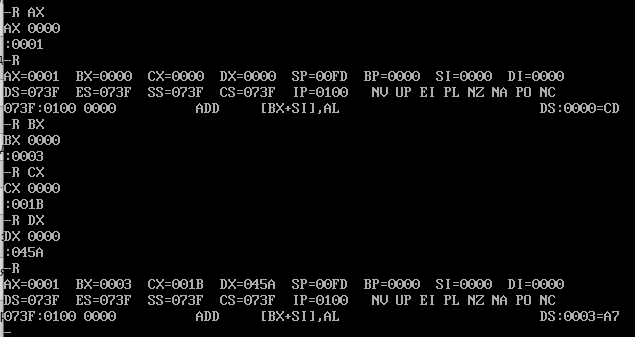 -R AX
AX 0000
:0001
-R
AX=0001  BX=0000  CX=0000  DX=0000  SP=00FD  BP=0000  SI=0000  DI=0000
DS=073F  ES=073F  SS=073F  CS=073F  IP=0100   NV UP EI PL NZ NA PO NC
073F:0100 0000          ADD     [BX+SI],AL                         DS:0000=CD
-R BX
BX 0000
:0003
-R CX
CX 0000
:001B
-R DX
DX 0000
:045A
-R
AX=0001  BX=0003  CX=001B  DX=045A  SP=00FD  BP=0000  SI=0000  DI=0000
DS=073F  ES=073F  SS=073F  CS=073F  IP=0100   NV UP EI PL NZ NA PO NC
073F:0100 0000          ADD     [BX+SI],AL                         DS:0003=A7
-